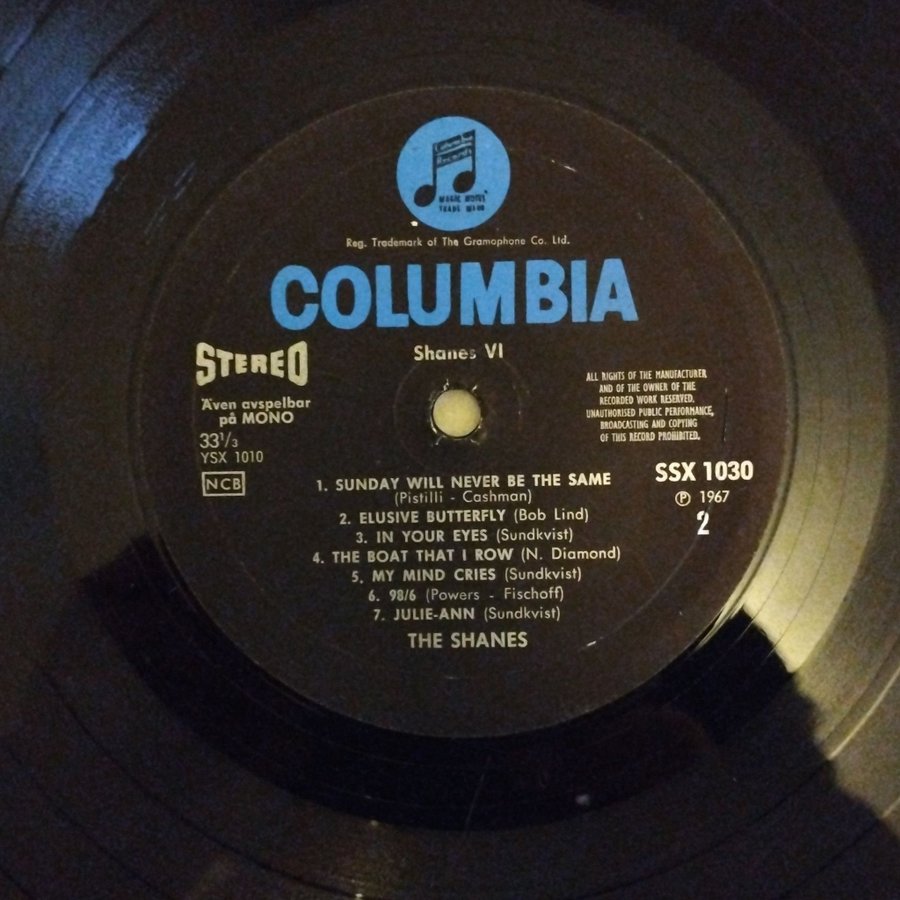 Columbia
Records
MAGIC NOTES
TRADE MARK
Reg. Trademark of The Gramophone Co. Ltd.
COLUMBIA
STEREO
Även avspelbar
på MONO
33 1/3
YSX 1010
NCB
Shanes VI
ALL RIGHTS OF THE MANUFACTURER
AND OF THE OWNER OF THE
RECORDED WORK RESERVED.
UNAUTHORISED PUBLIC PERFORMANCE,
BROADCASTING AND COPYING
OF THIS RECORD PROHIBITED.
SSX 1030
℗ 1967
2
1. SUNDAY WILL NEVER BE THE SAME
(Pistilli - Cashman)
2. ELUSIVE BUTTERFLY (Bob Lind)
3. IN YOUR EYES (Sundkvist)
4. THE BOAT THAT I ROW (N. Diamond)
5. MY MIND CRIES (Sundkvist)
6. 98/6 (Powers - Fischoff)
7. JULIE-ANN (Sundkvist)
THE SHANES